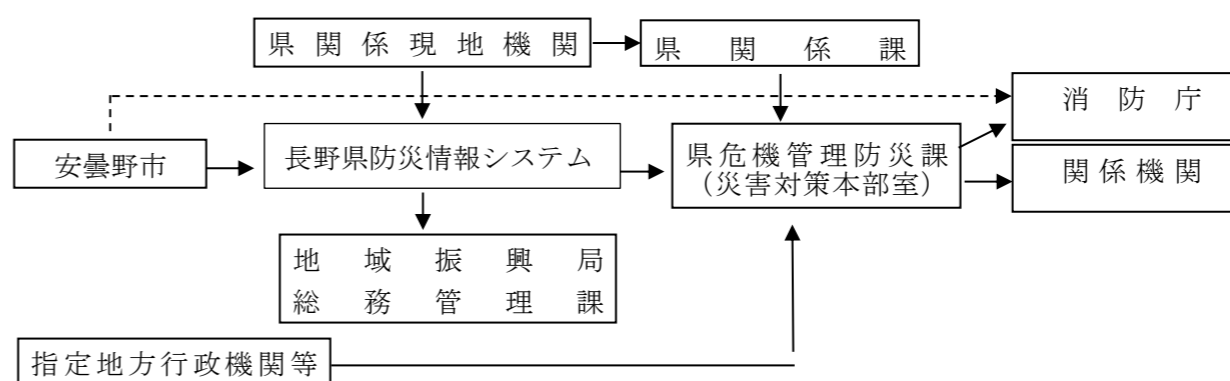 県関係現地機関
県関係課
消防庁
安曇野市
長野県防災情報システム
県危機管理防災課
(災害対策本部室)
関係機関
地域振興局
総務管理課
指定地方行政機関等